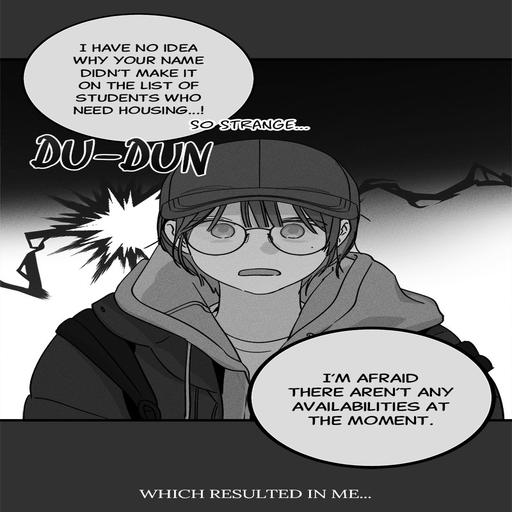 I HAVE NO IDEA
WHY YOUR NAME
DIDN'T MAKE IT
ON THE LIST OF
STUDENTS WHO
NEED HOUSING...!
SO STRANGE...
DU-DUN
I'M AFRAID
THERE AREN'T ANY
AVAILABILITIES AT
THE MOMENT.
WHICH RESULTED IN ME...